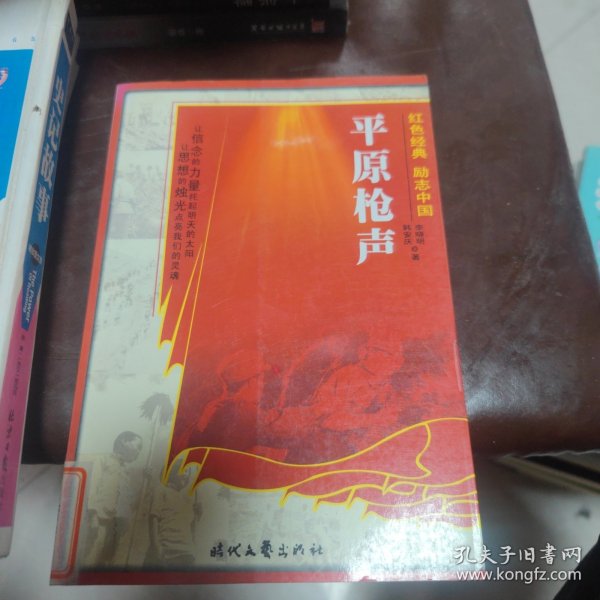 红色经典 励志中国
平原枪声
李晓明
韩安庆
著
让信念的力量托起明天的太阳
让思想的烛光点亮我们的灵魂
时代文艺出版社
孔夫子旧书网
www.kongfz.com